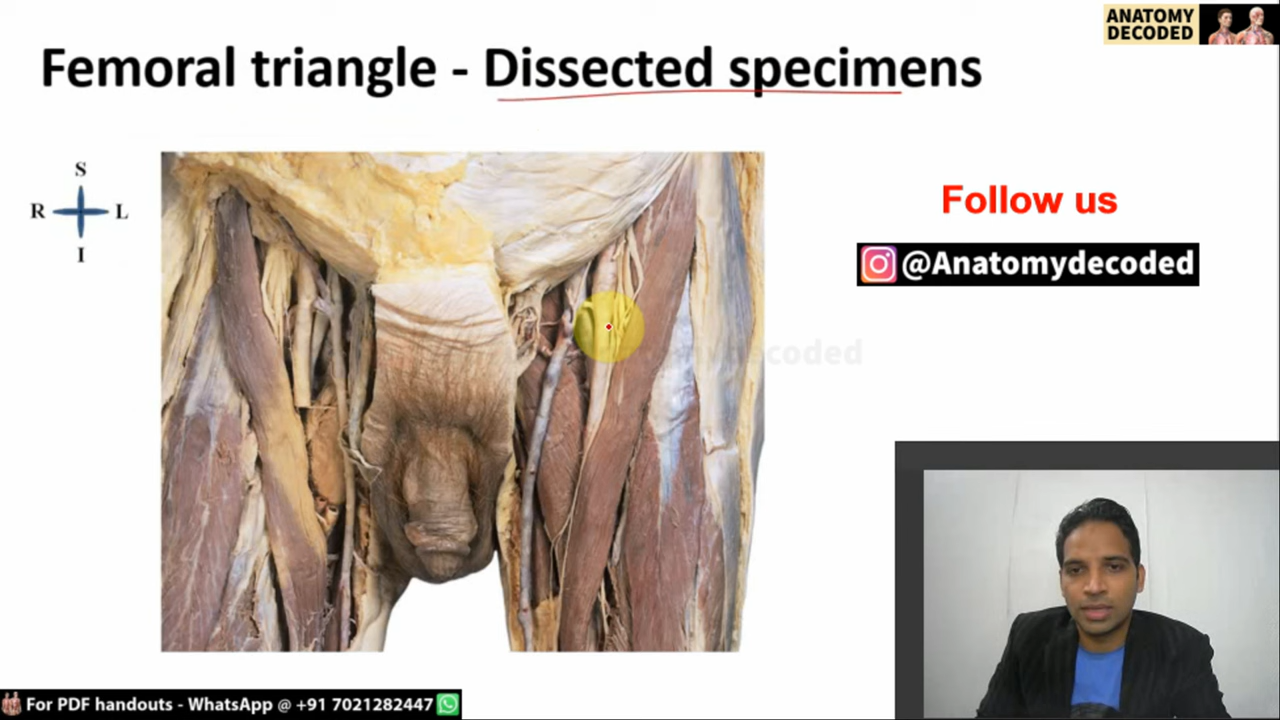 ANATOMY
DECODED
Femoral triangle - Dissected specimens
S
R L
I
Follow us
@Anatomydecoded
For PDF handouts - WhatsApp @ +91 7021282447